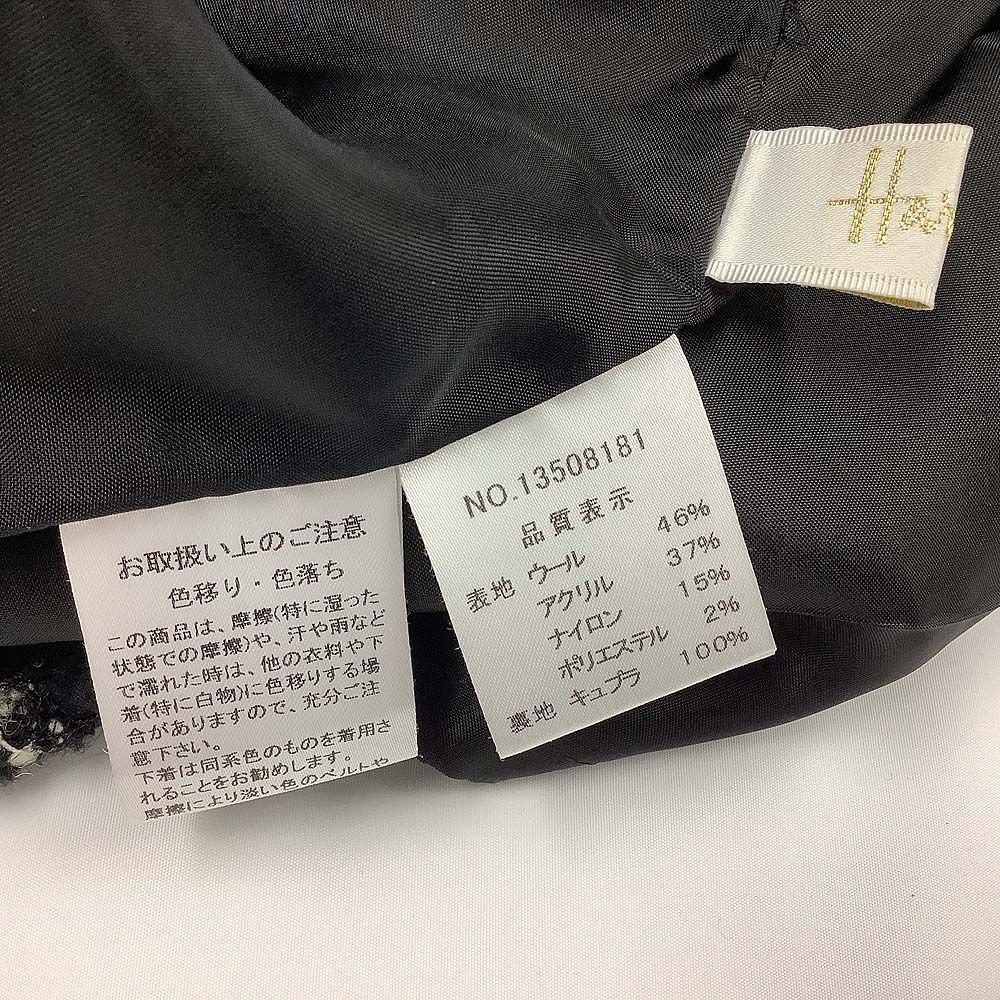 お取扱い上のご注意
色移り・色落ち
この商品は、摩擦(特に湿った
状態での摩擦)や、汗や雨など
で濡れた時は、他の衣料や下
着(特に白物)に色移りする場
合がありますので、充分ご注
意下さい。
下着は同系色のものを着用さ
れることをお勧めします。
摩擦により淡い色のベルトや
NO.13508181
品質表示
表地 ウール 46%
アクリル 37%
ナイロン 15%
ポリエステル 2%
裏地 キュプラ 100%